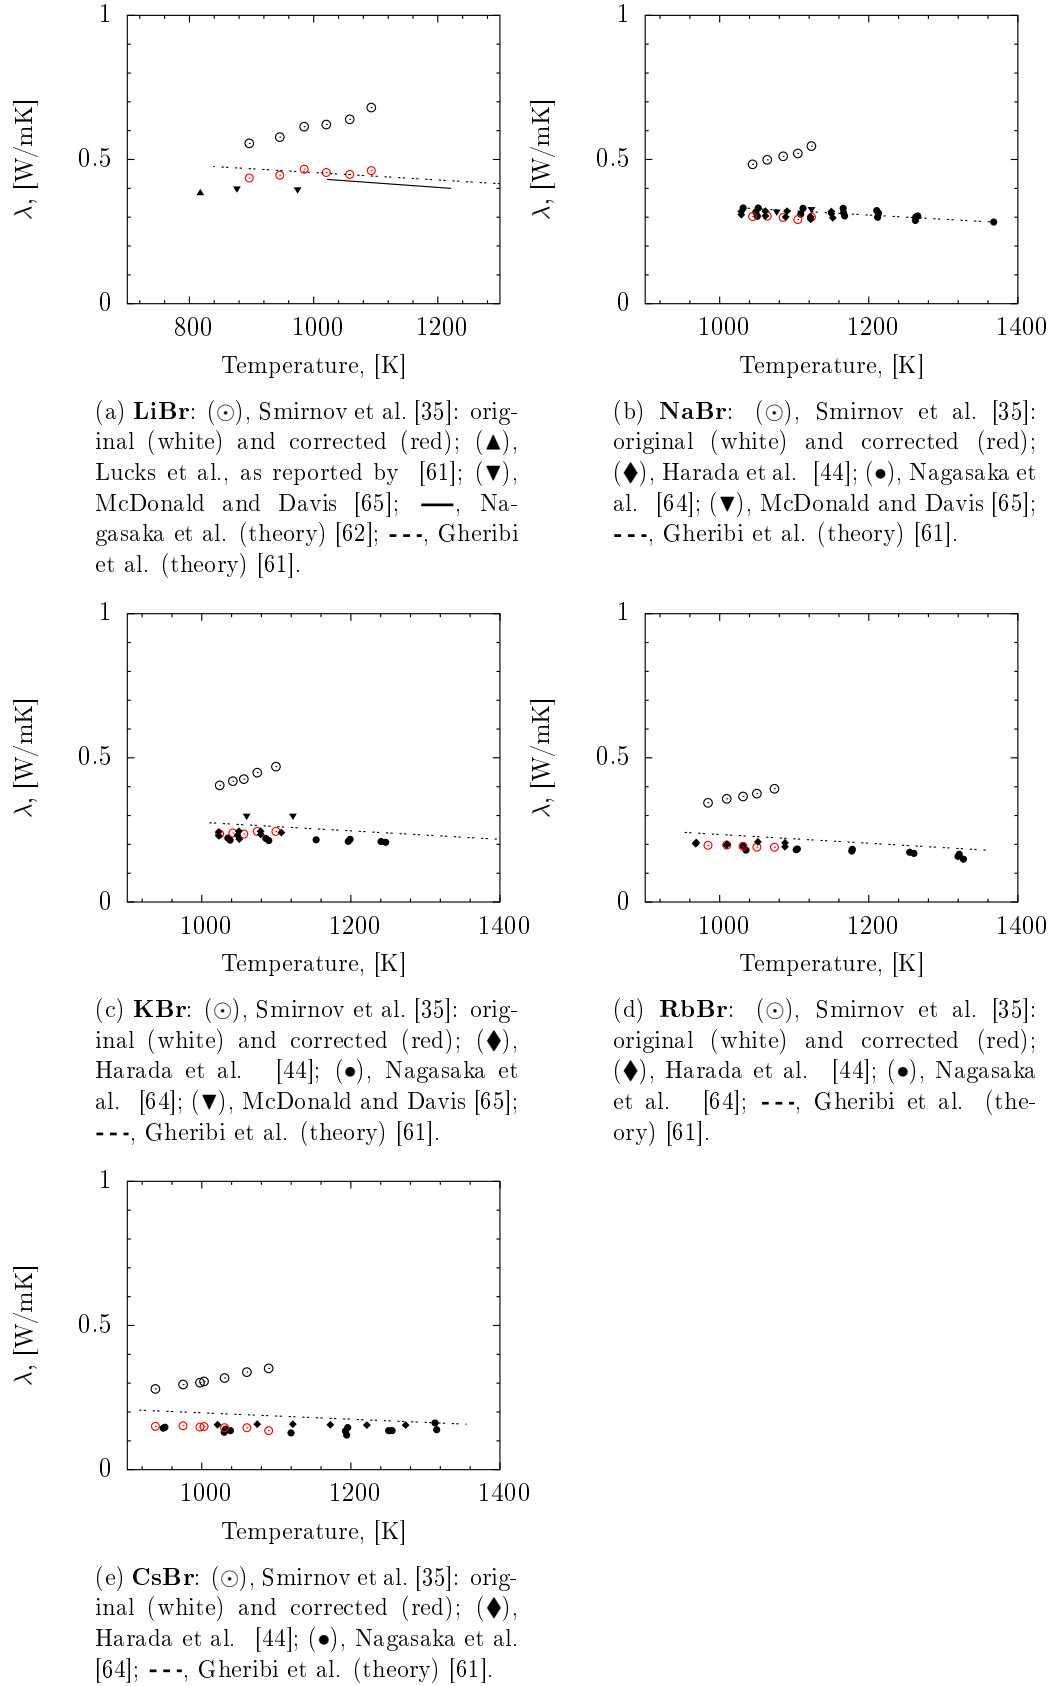 1
0.5
0
λ, [W/mK]
800
1000
1200
Temperature, [K]
(a) LiBr: (⊙), Smirnov et al. [35]: orig-
inal (white) and corrected (red); (▲),
Lucks et al., as reported by [61]; (▼),
McDonald and Davis [65]; —, Na-
gasaka et al. (theory) [62]; ---, Gheribi
et al. (theory) [61].
1
0.5
0
λ, [W/mK]
1000
1200
1400
Temperature, [K]
(b) NaBr: (⊙), Smirnov et al. [35]:
original (white) and corrected (red);
(♦), Harada et al. [44]; (•), Nagasaka et
al. [64]; (▼), McDonald and Davis [65];
---, Gheribi et al. (theory) [61].
1
0.5
0
λ, [W/mK]
1000
1200
1400
Temperature, [K]
(c) KBr: (⊙), Smirnov et al. [35]: orig-
inal (white) and corrected (red); (♦),
Harada et al. [44]; (•), Nagasaka et
al. [64]; (▼), McDonald and Davis [65];
---, Gheribi et al. (theory) [61].
1
0.5
0
λ, [W/mK]
1000
1200
1400
Temperature, [K]
(d) RbBr: (⊙), Smirnov et al. [35]:
original (white) and corrected (red);
(♦), Harada et al. [44]; (•), Nagasaka
et al. [64]; ---, Gheribi et al. (the-
ory) [61].
1
0.5
0
λ, [W/mK]
1000
1200
1400
Temperature, [K]
(e) CsBr: (⊙), Smirnov et al. [35]: orig-
inal (white) and corrected (red); (♦),
Harada et al. [44]; (•), Nagasaka et al.
[64]; ---, Gheribi et al. (theory) [61].